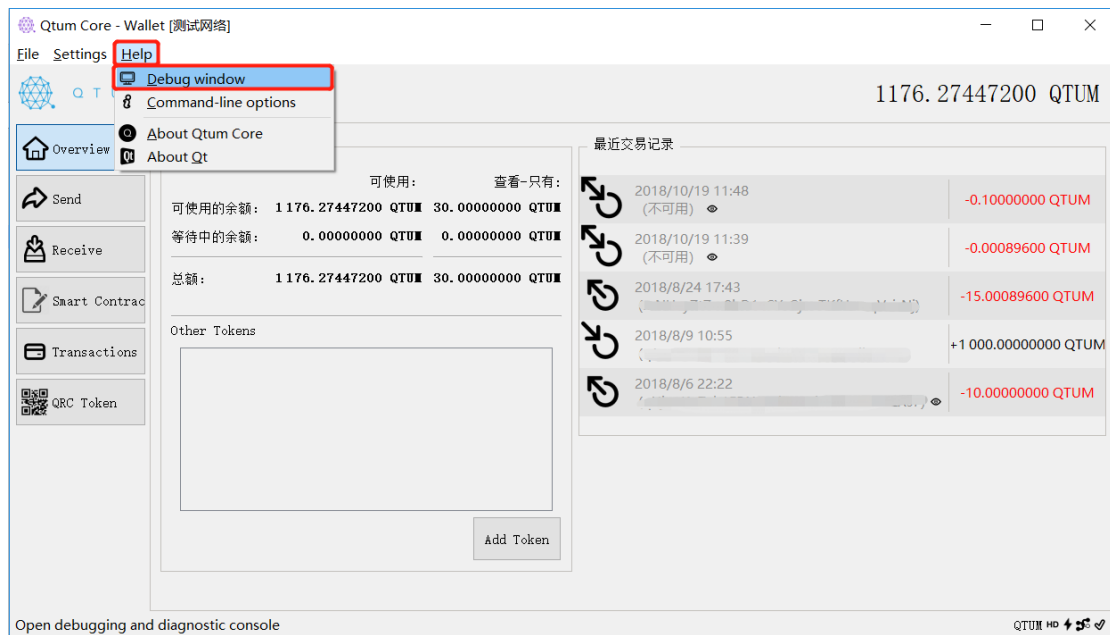 Qtum Core - Wallet [测试网络]
File Settings Help
Debug window
Command-line options
About Qtum Core
About Qt
Q T
1176.27447200 QTUM
Overview
Send
Receive
Smart Contrac
Transactions
QRC Token
可使用: 查看-只有:
可使用的余额: 1 176.27447200 QTUM 30.00000000 QTUM
等待中的余额: 0.00000000 QTUM 0.00000000 QTUM
总额: 1 176.27447200 QTUM 30.00000000 QTUM
Other Tokens
Add Token
最近交易记录
2018/10/19 11:48
(不可用)
-0.10000000 QTUM
2018/10/19 11:39
(不可用)
-0.00089600 QTUM
2018/8/24 17:43
-15.00089600 QTUM
2018/8/9 10:55
+1 000.00000000 QTUM
2018/8/6 22:22
-10.00000000 QTUM
Open debugging and diagnostic console
QTUM HD